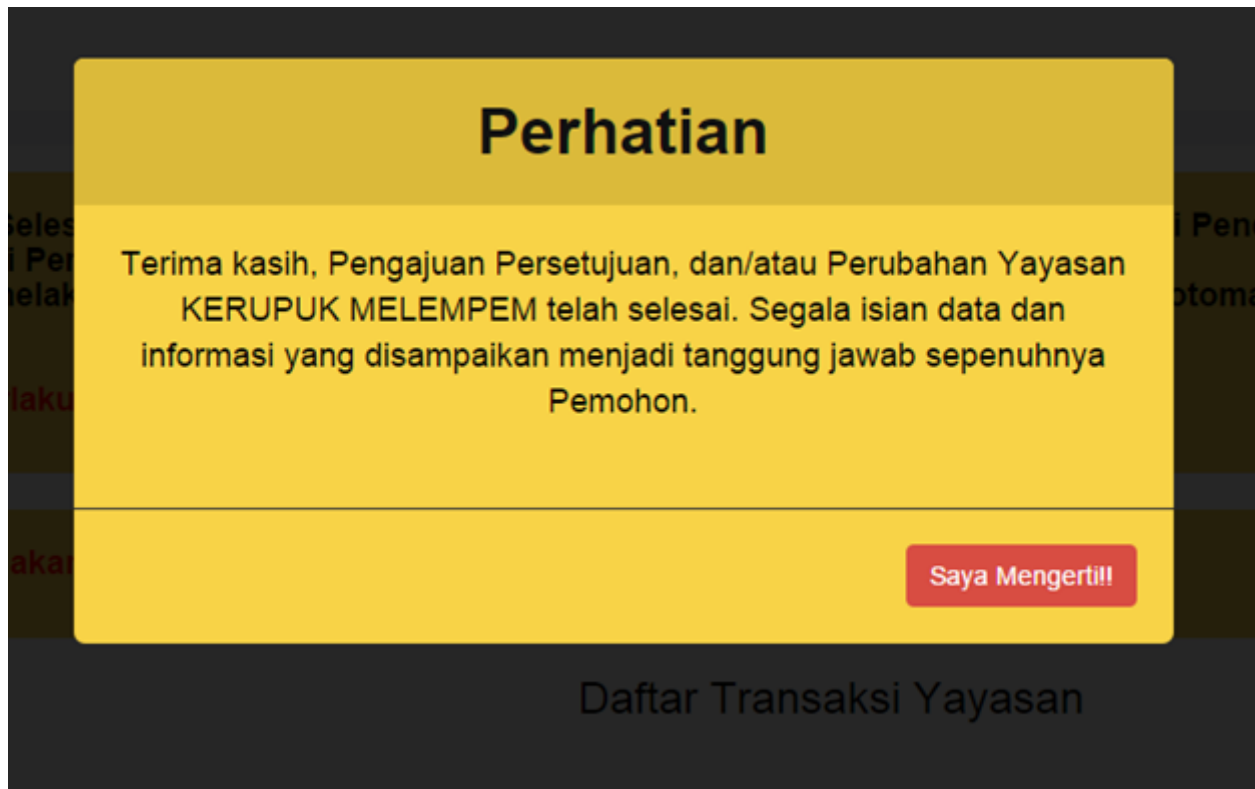 Perhatian
Terima kasih, Pengajuan Persetujuan, dan/atau Perubahan Yayasan
KERUPUK MELEMPEM telah selesai. Segala isian data dan
informasi yang disampaikan menjadi tanggung jawab sepenuhnya
Pemohon.
Saya Mengerti!!
Daftar Transaksi Yayasan